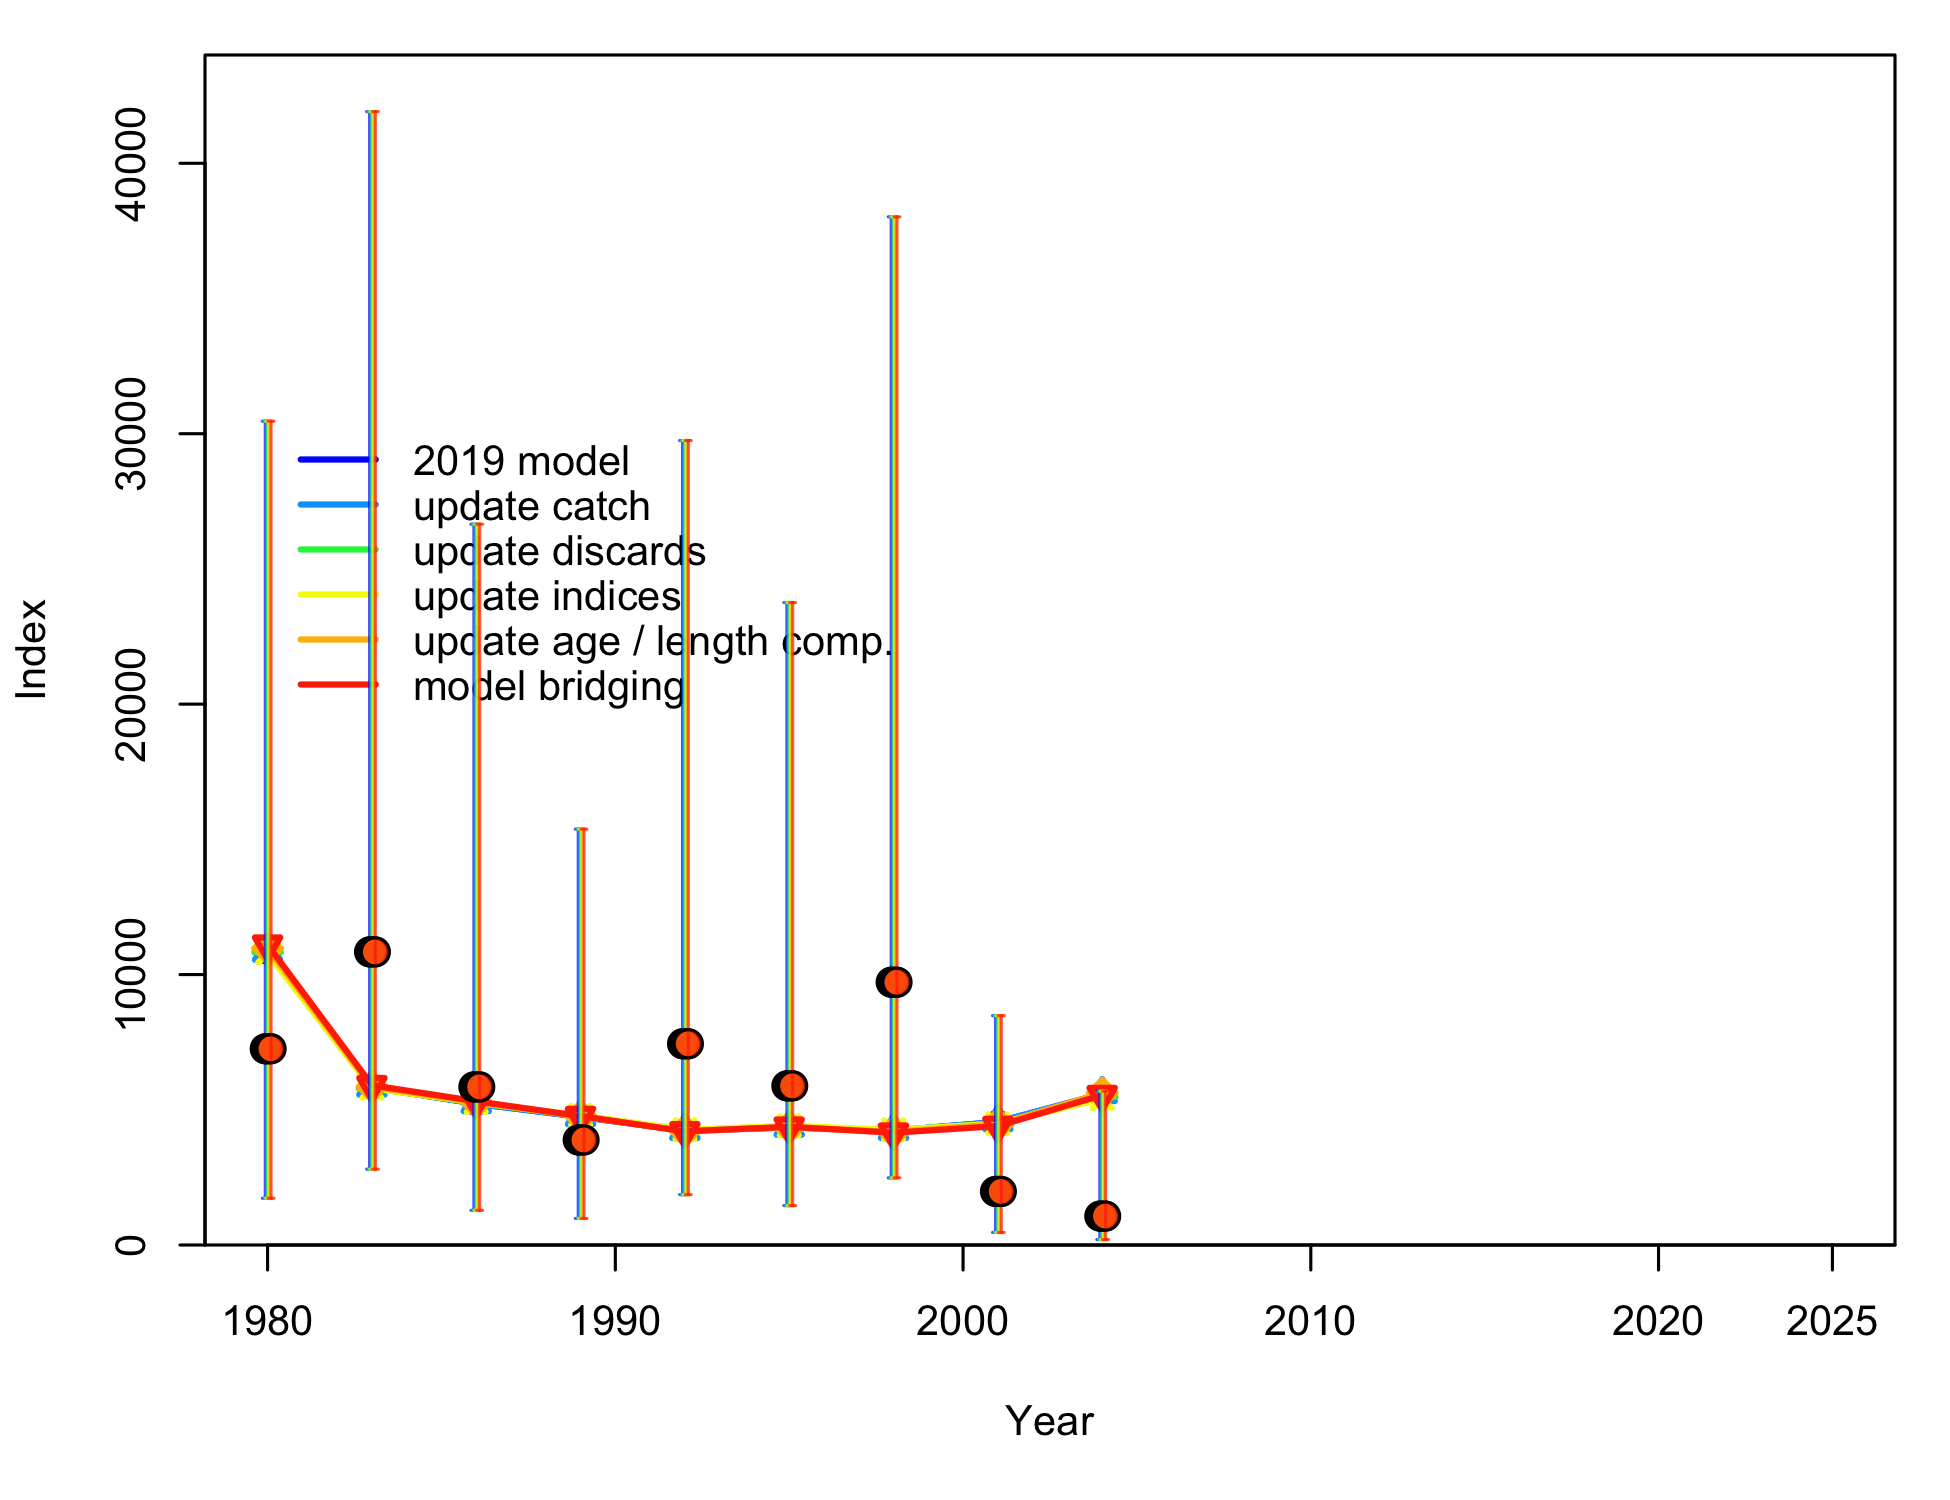 40000
30000
20000
10000
0
Index
2019 model
update catch
update discards
update indices
update age / length comp.
model bridging
1980 1990 2000 2010 2020 2025
Year